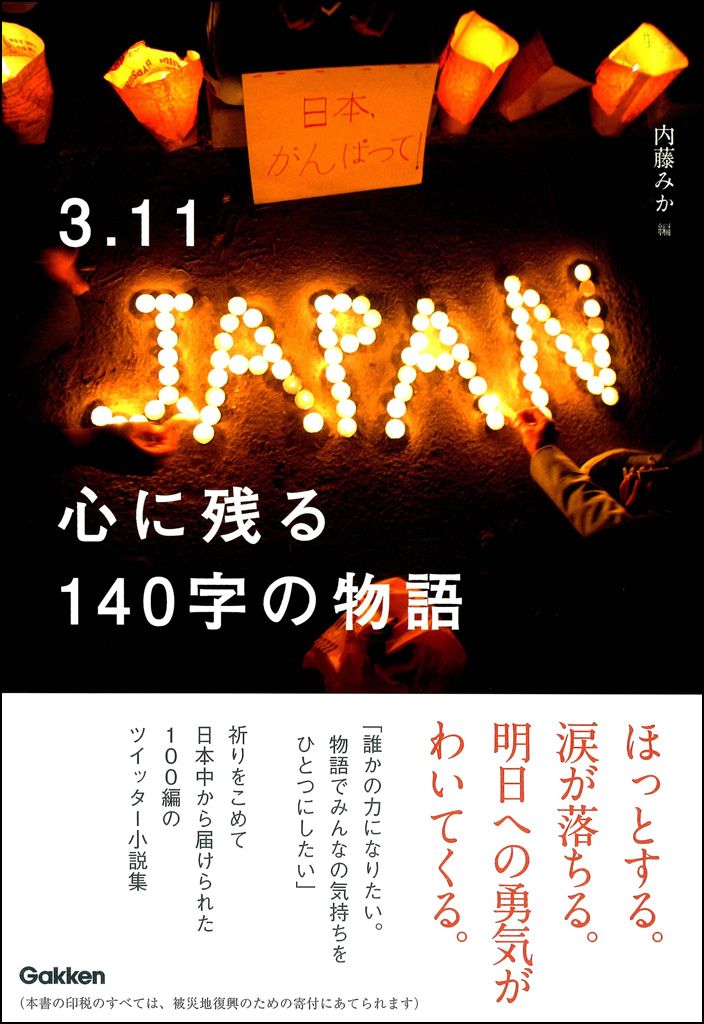 日本、
がんばって!
内藤みか 編
3.11
JAPAN
心に残る
140字の物語
ほっとする。
涙が落ちる。
明日への勇気が
わいてくる。
「誰かの力になりたい。
物語でみんなの気持ちを
ひとつにしたい」
祈りをこめて
日本中から届けられた
100編の
ツイッター小説集
Gakken
(本書の印税のすべては、被災地復興のための寄付にあてられます)